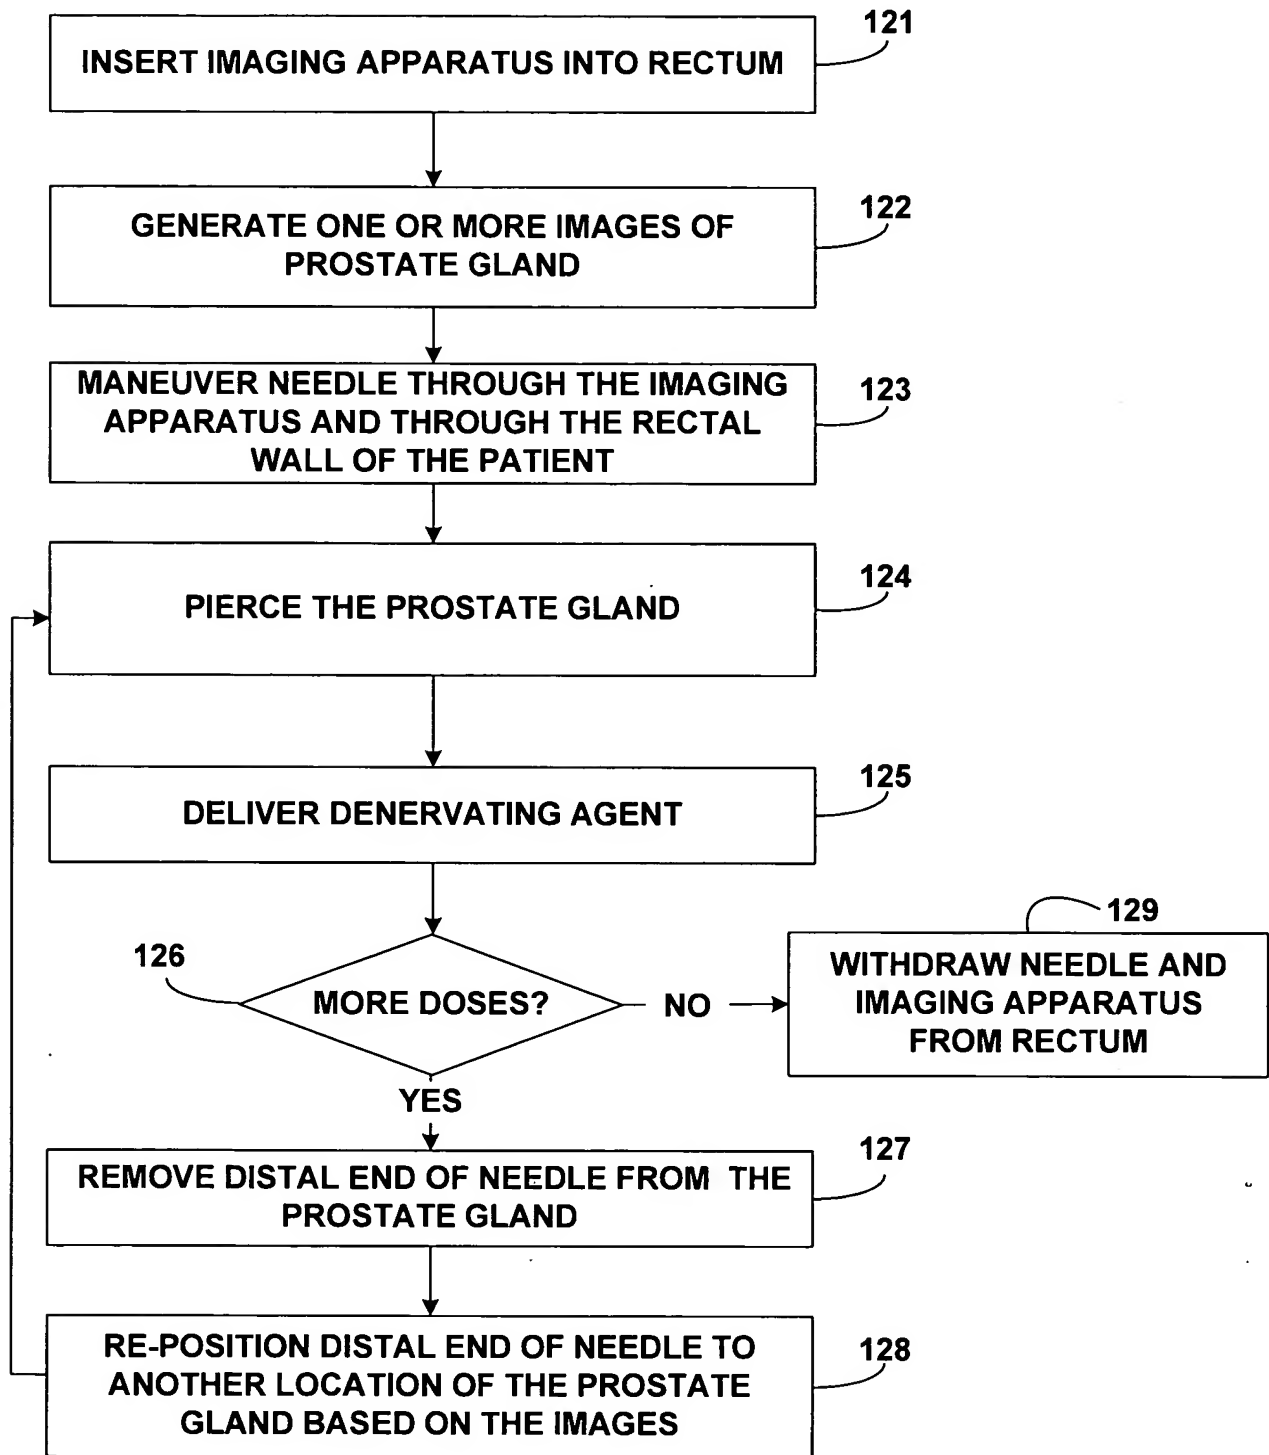 121
INSERT IMAGING APPARATUS INTO RECTUM
122
GENERATE ONE OR MORE IMAGES OF
PROSTATE GLAND
123
MANEUVER NEEDLE THROUGH THE IMAGING
APPARATUS AND THROUGH THE RECTAL
WALL OF THE PATIENT
124
PIERCE THE PROSTATE GLAND
125
DELIVER DENERVATING AGENT
126
MORE DOSES?
NO
129
WITHDRAW NEEDLE AND
IMAGING APPARATUS
FROM RECTUM
YES
127
REMOVE DISTAL END OF NEEDLE FROM THE
PROSTATE GLAND
128
RE-POSITION DISTAL END OF NEEDLE TO
ANOTHER LOCATION OF THE PROSTATE
GLAND BASED ON THE IMAGES